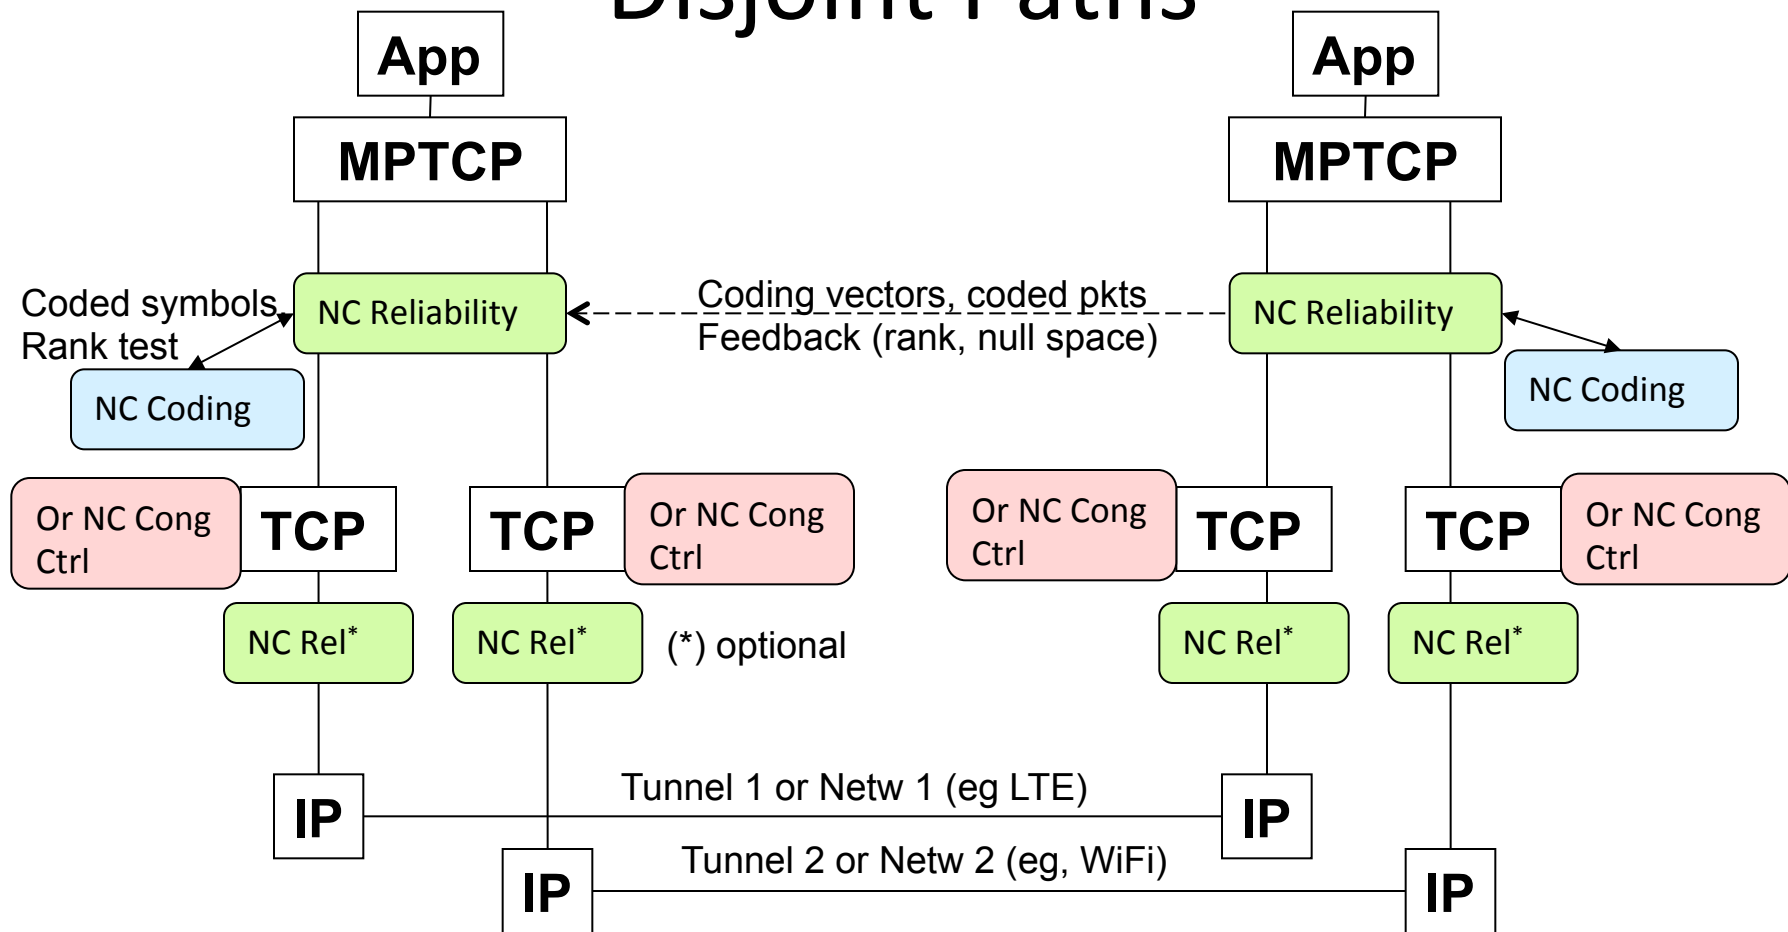 Disjoint Paths
App
App
MPTCP
MPTCP
Coded symbols,
Rank test
NC Reliability
Coding vectors, coded pkts
Feedback (rank, null space)
NC Reliability
NC Coding
NC Coding
Or NC Cong
Ctrl
TCP
TCP
Or NC Cong
Ctrl
Or NC Cong
Ctrl
TCP
TCP
Or NC Cong
Ctrl
NC Rel*
NC Rel*
(*) optional
NC Rel*
NC Rel*
Tunnel 1 or Netw 1 (eg LTE)
IP
IP
Tunnel 2 or Netw 2 (eg, WiFi)
IP
IP